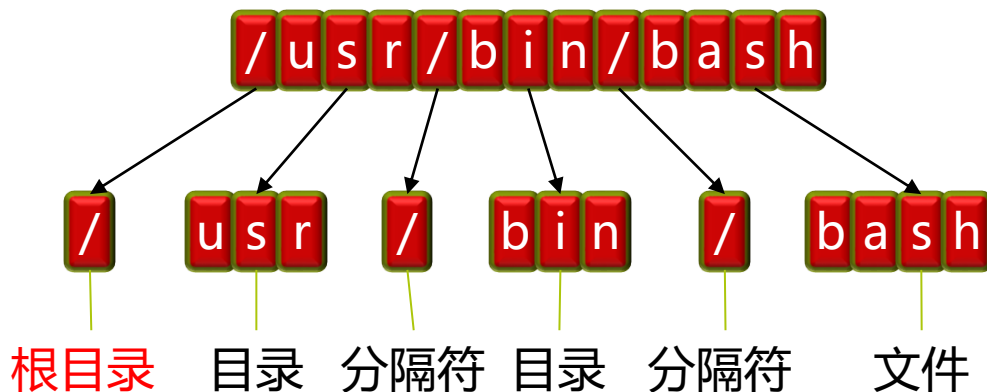 /usr/bin/bash
/ usr / bin / bash
根目录 目录 分隔符 目录 分隔符 文件